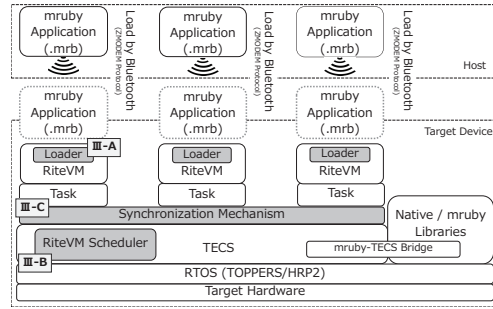 mruby
Application
(.mrb)
Load by Bluetooth
(ZMODEM Protocol)
mruby
Application
(.mrb)
Load by Bluetooth
(ZMODEM Protocol)
mruby
Application
(.mrb)
Load by Bluetooth
(ZMODEM Protocol)
Host
mruby
Application
(.mrb)
mruby
Application
(.mrb)
mruby
Application
(.mrb)
Target Device
III-A
Loader
RiteVM
Task
Loader
RiteVM
Task
Loader
RiteVM
Task
III-C
Synchronization Mechanism
Native / mruby
Libraries
RiteVM Scheduler
TECS
mruby-TECS Bridge
III-B
RTOS (TOPPERS/HRP2)
Target Hardware